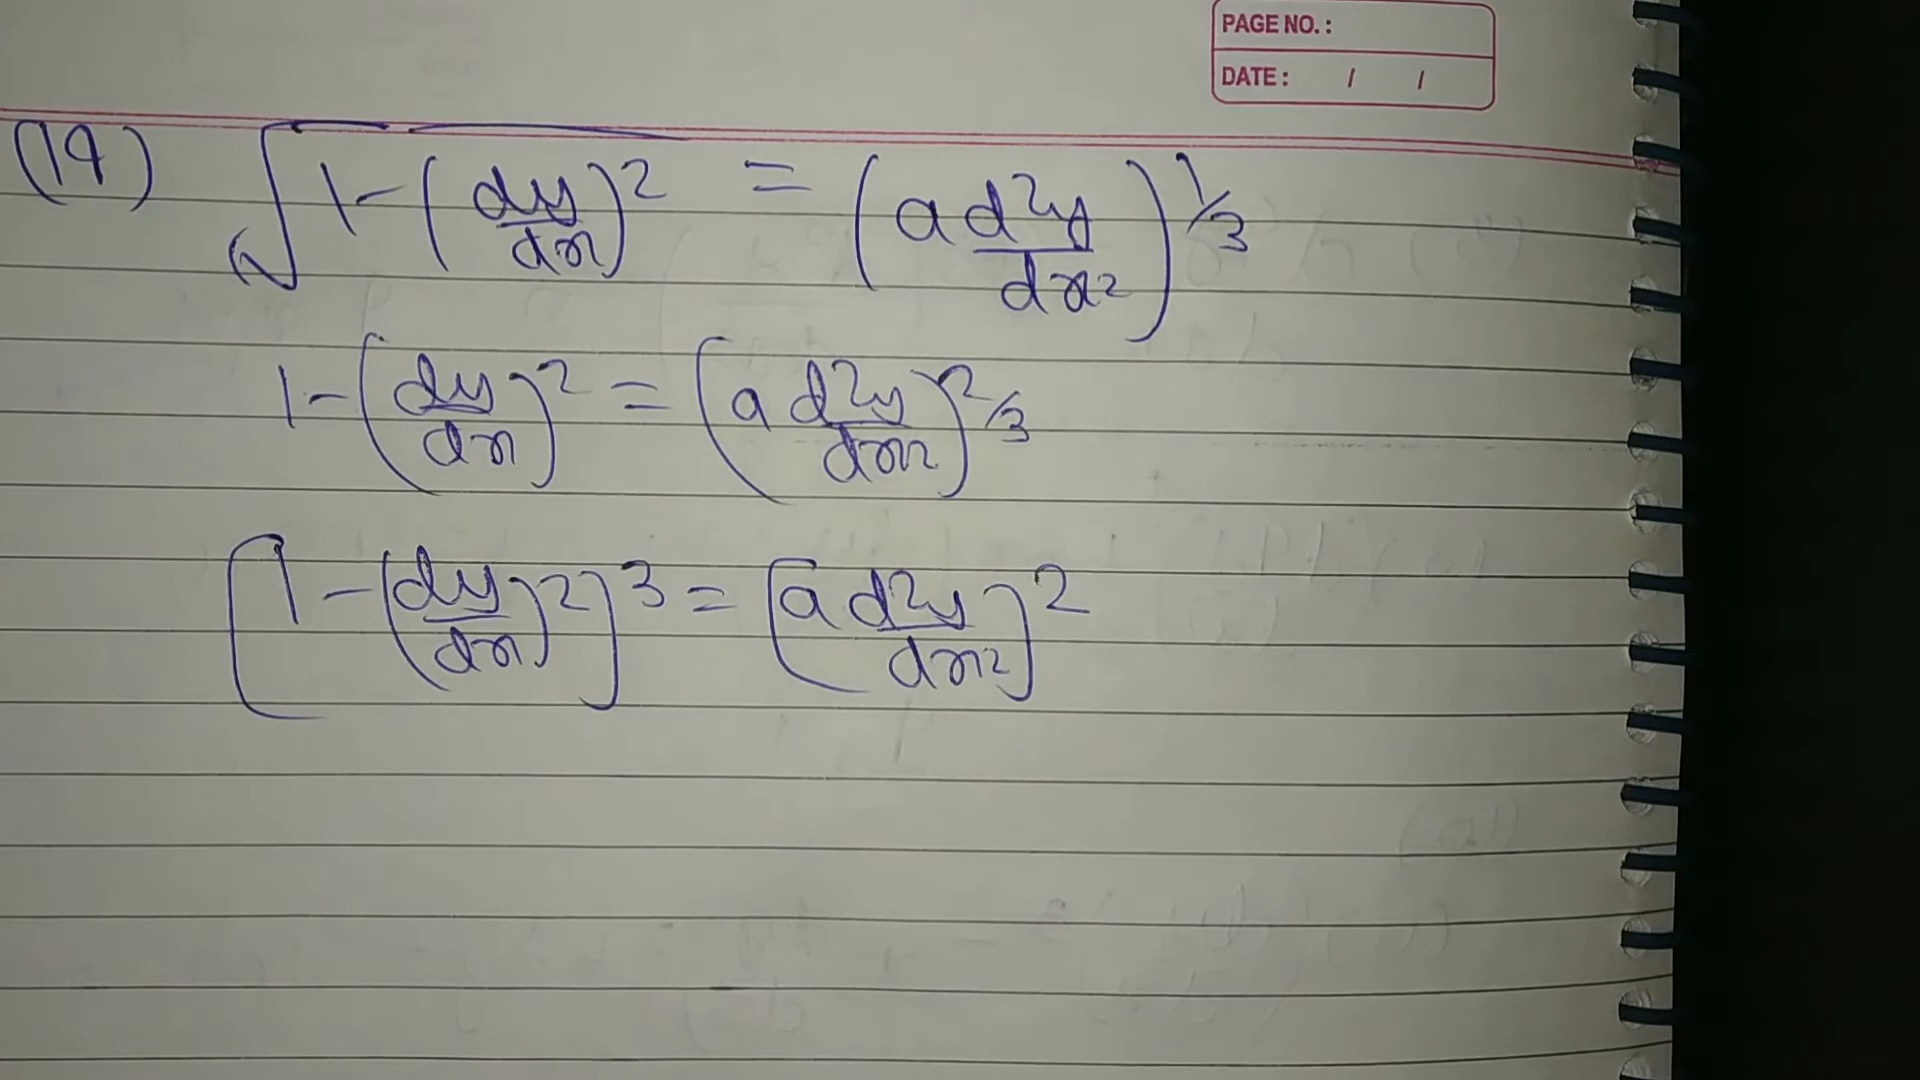 PAGE NO. :
DATE : / /
(19) √1-(dy/dx)² = (a d²y/dx²)^1/3
1-(dy/dx)² = (a d²y/dx²)^2/3
[1-(dy/dx)²]³ = [a d²y/dx²]²